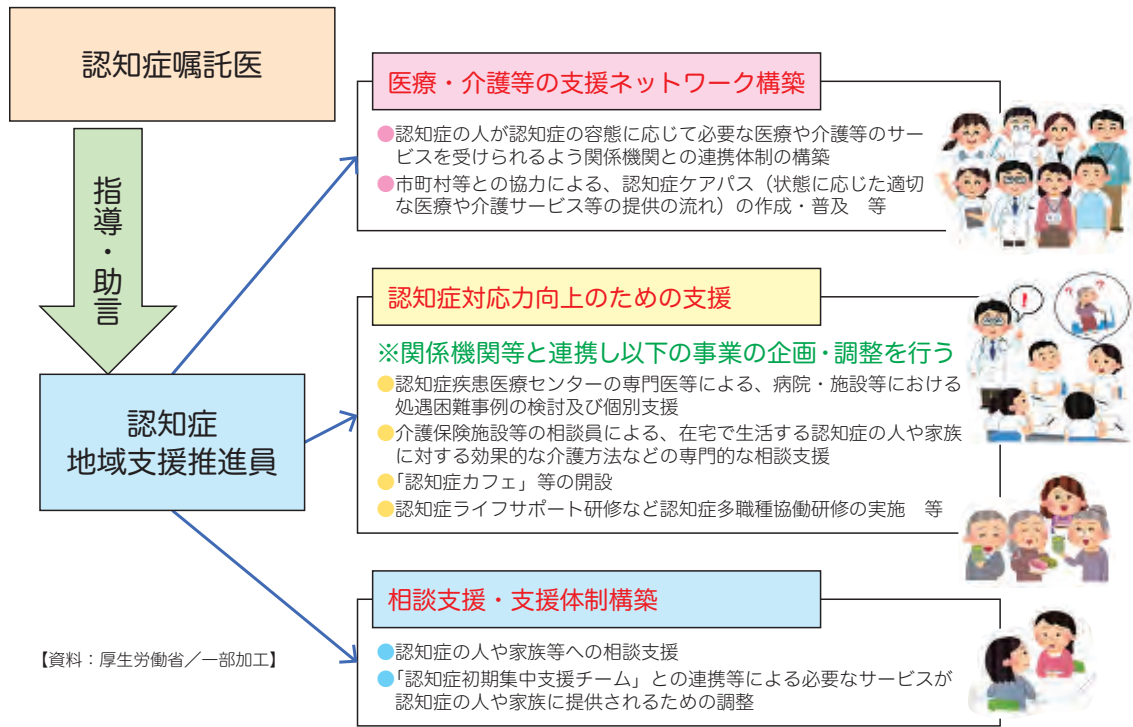 認知症嘱託医
指導・助言
認知症
地域支援推進員
医療・介護等の支援ネットワーク構築
●認知症の人が認知症の容態に応じて必要な医療や介護等のサー
ビスを受けられるよう関係機関との連携体制の構築
●市町村等との協力による、認知症ケアパス（状態に応じた適切
な医療や介護サービス等の提供の流れ）の作成・普及　等
認知症対応力向上のための支援
※関係機関等と連携し以下の事業の企画・調整を行う
●認知症疾患医療センターの専門医等による、病院・施設等における
処遇困難事例の検討及び個別支援
●介護保険施設等の相談員による、在宅で生活する認知症の人や家族
に対する効果的な介護方法などの専門的な相談支援
●「認知症カフェ」等の開設
●認知症ライフサポート研修など認知症多職種協働研修の実施　等
！
? ?
相談支援・支援体制構築
●認知症の人や家族等への相談支援
●「認知症初期集中支援チーム」との連携等による必要なサービスが
認知症の人や家族に提供されるための調整
【資料：厚生労働省／一部加工】